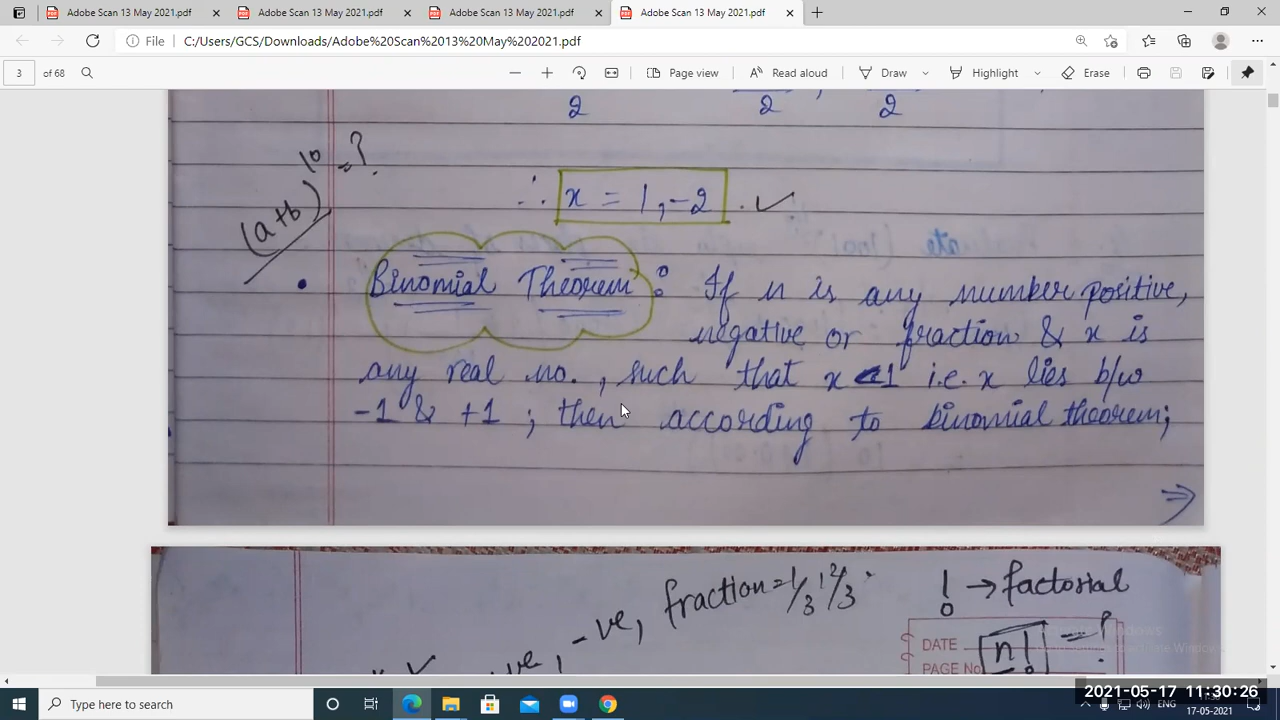 Adobe Scan 13 May 2021.pdf
Adobe Scan 13 May 2021.pdf
Adobe Scan 13 May 2021.pdf
Adobe Scan 13 May 2021.pdf
File
C:/Users/GCS/Downloads/Adobe%20Scan%2013%20May%202021.pdf
3 of 68
Page view
Read aloud
Draw
Highlight
Erase
2 2 , 2
(a+b)^10 = ?
∴ x = 1, -2 . ✓
• Binomial Theorem : If n is any number positive,
negative or fraction & x is
any real no., such that x < 1 i.e. x lies b/w
-1 & +1 ; then according to binomial theorem;
⇒
-ve, fraction = 1/3, 2/3
! → factorial
DATE
PAGE No
n! = ?
2021-05-17 11:30:26
Type here to search
ENG
17-05-2021